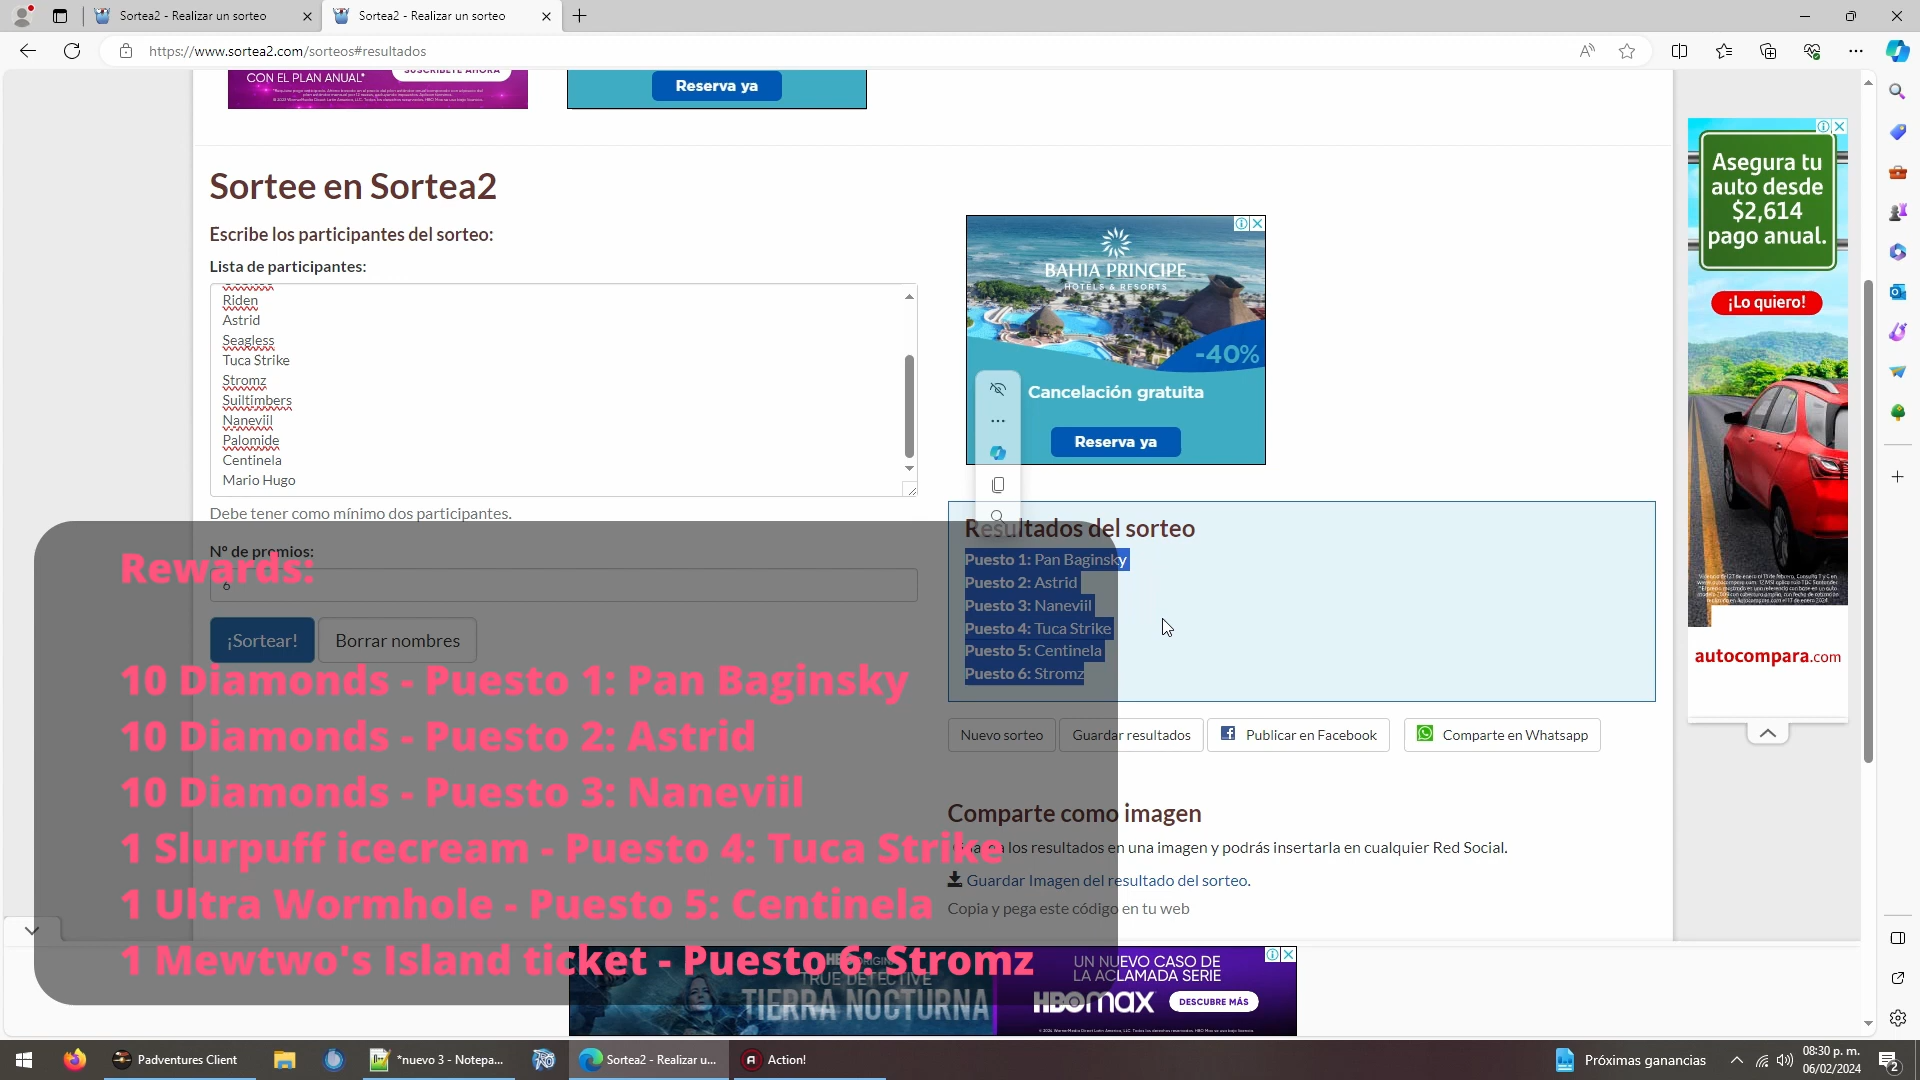 Sortea2 - Realizar un sorteo
Sortea2 - Realizar un sorteo
https://www.sortea2.com/sorteos#resultados
CON EL PLAN ANUAL*
SUSCRÍBETE AHORA
Reserva ya
Sortee en Sortea2
Escribe los participantes del sorteo:
Lista de participantes:
Riden
Astrid
Seagless
Tuca Strike
Stromz
Suiltimbers
Naneviil
Palomide
Centinela
Mario Hugo
Debe tener como mínimo dos participantes.
Nº de premios:
6
¡Sortear!
Borrar nombres
BAHIA PRINCIPE
HOTELS & RESORTS
-40%
Cancelación gratuita
Reserva ya
Resultados del sorteo
Puesto 1: Pan Baginsky
Puesto 2: Astrid
Puesto 3: Naneviil
Puesto 4: Tuca Strike
Puesto 5: Centinela
Puesto 6: Stromz
Nuevo sorteo
Guardar resultados
Publicar en Facebook
Comparte en Whatsapp
Comparte como imagen
los resultados en una imagen y podrás insertarla en cualquier Red Social.
Guardar Imagen del resultado del sorteo.
Copia y pega este código en tu web
Rewards:
10 Diamonds - Puesto 1: Pan Baginsky
10 Diamonds - Puesto 2: Astrid
10 Diamonds - Puesto 3: Naneviil
1 Slurpuff icecream - Puesto 4: Tuca Strike
1 Ultra Wormhole - Puesto 5: Centinela
1 Mewtwo's Island ticket - Puesto 6: Stromz
Asegura tu
auto desde
$2,614
pago anual.
¡Lo quiero!
autocompara.com
TRUE DETECTIVE
TIERRA NOCTURNA
UN NUEVO CASO DE
LA ACLAMADA SERIE
HBOMAX
DESCUBRE MÁS
Padventures Client
*nuevo 3 - Notepa...
Sortea2 - Realizar u...
Action!
Próximas ganancias
08:30 p. m.
06/02/2024
2